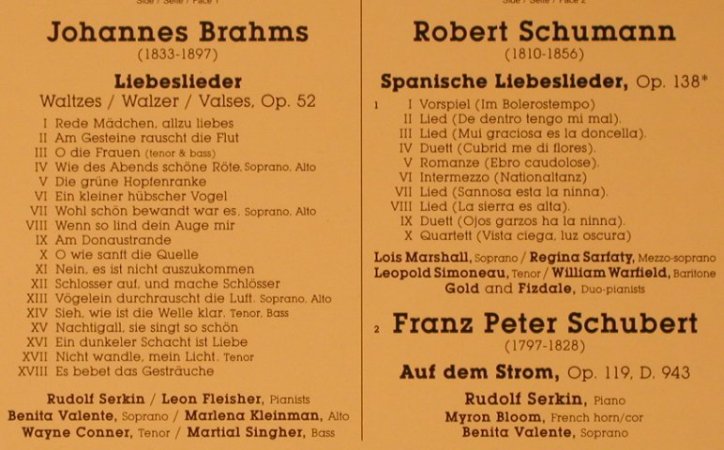 Side / Seite / Face 1
Johannes Brahms
(1833-1897)
Liebeslieder
Waltzes / Walzer / Valses, Op. 52
I Rede Mädchen, allzu liebes
II Am Gesteine rauscht die Flut
III O die Frauen (tenor & bass)
IV Wie des Abends schöne Röte, Soprano, Alto
V Die grüne Hopfenranke
VI Ein kleiner hübscher Vogel
VII Wohl schön bewandt war es, Soprano, Alto
VIII Wenn so lind dein Auge mir
IX Am Donaustrande
X O wie sanft die Quelle
XI Nein, es ist nicht auszukommen
XII Schlosser auf, und mache Schlösser
XIII Vögelein durchrauscht die Luft, Soprano, Alto
XIV Sieh, wie ist die Welle klar, Tenor, Bass
XV Nachtigall, sie singt so schön
XVI Ein dunkeler Schacht ist Liebe
XVII Nicht wandle, mein Licht, Tenor
XVIII Es bebet das Gesträuche
Rudolf Serkin / Leon Fleisher, Pianists
Benita Valente, Soprano / Marlena Kleinman, Alto
Wayne Conner, Tenor / Martial Singher, Bass
Side / Seite / Face 2
Robert Schumann
(1810-1856)
Spanische Liebeslieder, Op. 138*
1 I Vorspiel (Im Bolerostempo)
II Lied (De dentro tengo mi mal).
III Lied (Mui graciosa es la doncella).
IV Duett (Cubrid me di flores).
V Romanze (Ebro caudolose).
VI Intermezzo (Nationaltanz)
VII Lied (Sannosa esta la ninna).
VIII Lied (La sierra es alta).
IX Duett (Ojos garzos ha la ninna).
X Quartett (Vista ciega, luz oscura)
Lois Marshall, Soprano / Regina Sarfaty, Mezzo-soprano
Leopold Simoneau, Tenor / William Warfield, Baritone
Gold and Fizdale, Duo-pianists
2 Franz Peter Schubert
(1797-1828)
Auf dem Strom, Op. 119, D. 943
Rudolf Serkin, Piano
Myron Bloom, French horn/cor
Benita Valente, Soprano